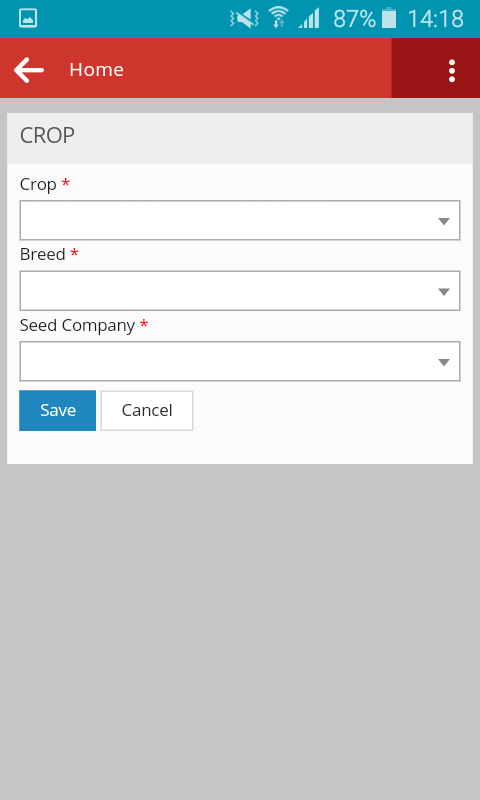 87% 14:18
Home
CROP
Crop *
Breed *
Seed Company *
Save Cancel